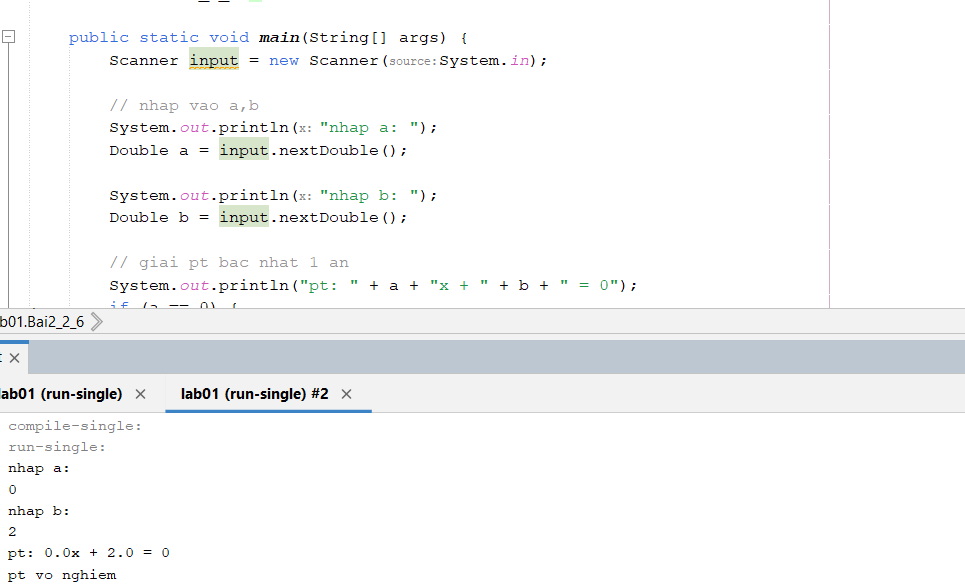 public static void main(String[] args) {
Scanner input = new Scanner(source:System.in);
// nhap vao a,b
System.out.println(x: "nhap a: ");
Double a = input.nextDouble();
System.out.println(x: "nhap b: ");
Double b = input.nextDouble();
// giai pt bac nhat 1 an
System.out.println("pt: " + a + "x + " + b + " = 0");
if (a == 0) {
b01.Bai2_2_6
lab01 (run-single)
lab01 (run-single) #2
compile-single:
run-single:
nhap a:
0
nhap b:
2
pt: 0.0x + 2.0 = 0
pt vo nghiem